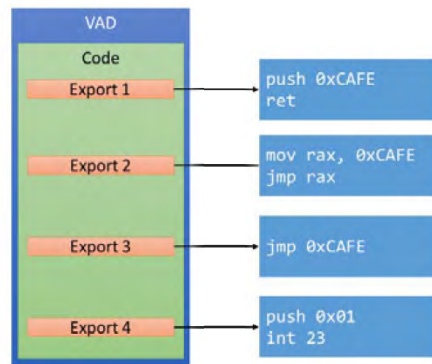 VAD
Code
Export 1
push 0xCAFE
ret
Export 2
mov rax, 0xCAFE
jmp rax
Export 3
jmp 0xCAFE
Export 4
push 0x01
int 23